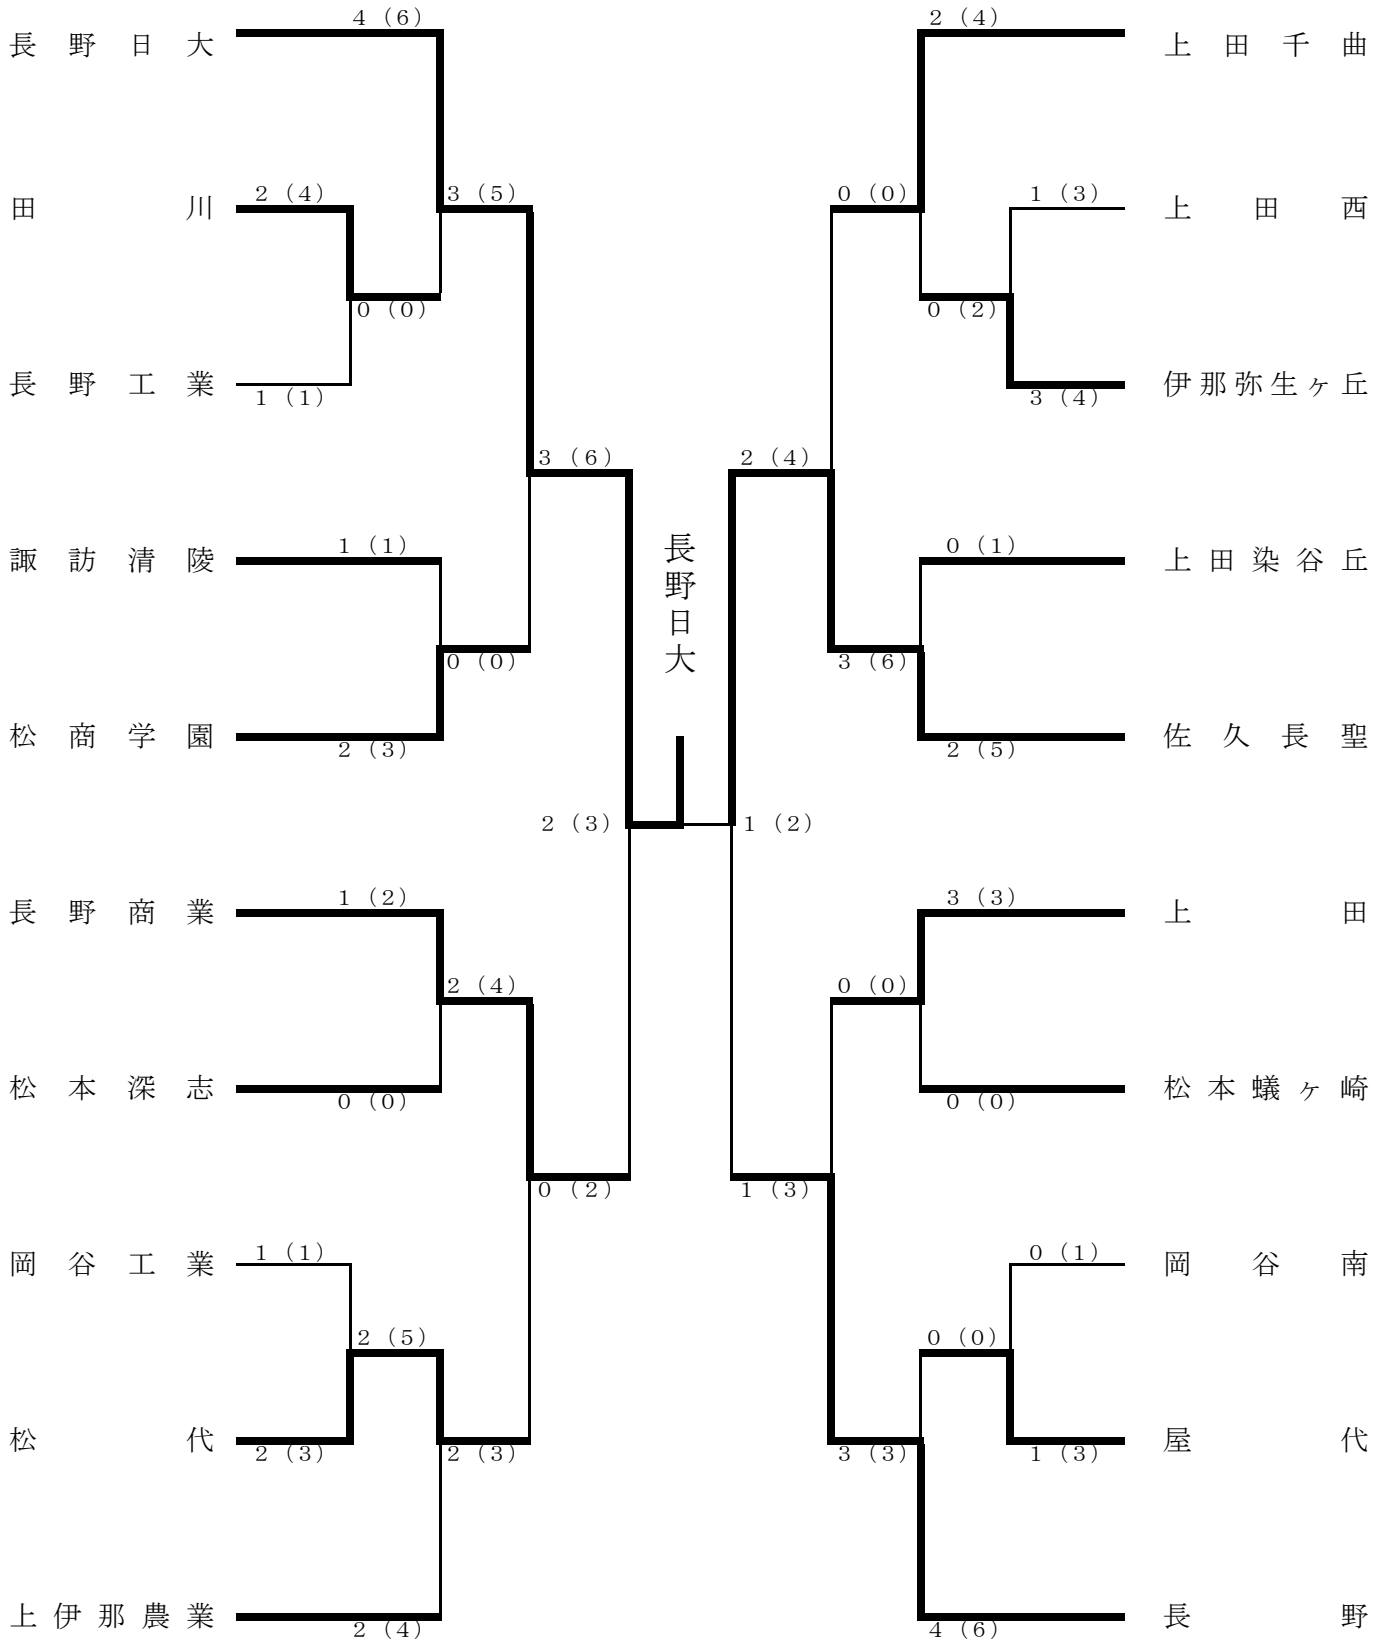 4（6）
2（4）
長野日大
上田千曲
2（4）
3（5）
0（0）
1（3）
田川
上田西
0（0）
0（2）
長野工業
1（1）
3（4）
伊那弥生ヶ丘
3（6）
2（4）
長野日大
1（1）
0（1）
諏訪清陵
上田染谷丘
0（0）
3（6）
松商学園
2（3）
2（5）
佐久長聖
2（3）
1（2）
1（2）
3（3）
長野商業
上田
2（4）
0（0）
松本深志
0（0）
0（0）
松本蟻ヶ崎
0（2）
1（3）
1（1）
0（1）
岡谷工業
岡谷南
2（5）
0（0）
松代
2（3）
2（3）
3（3）
1（3）
屋代
上伊那農業
2（4）
4（6）
長野